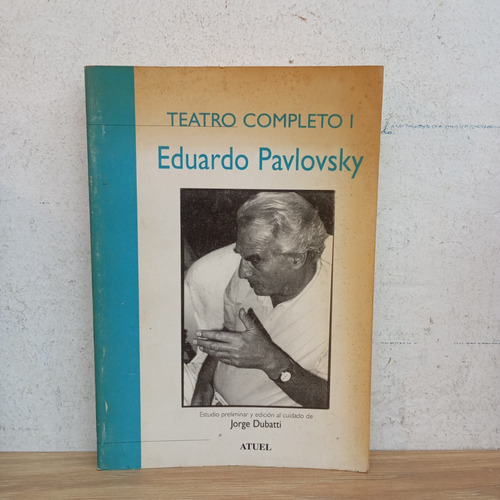 TEATRO COMPLETO I
Eduardo Pavlovsky
Estudio preliminar y edición al cuidado de
Jorge Dubatti
ATUEL